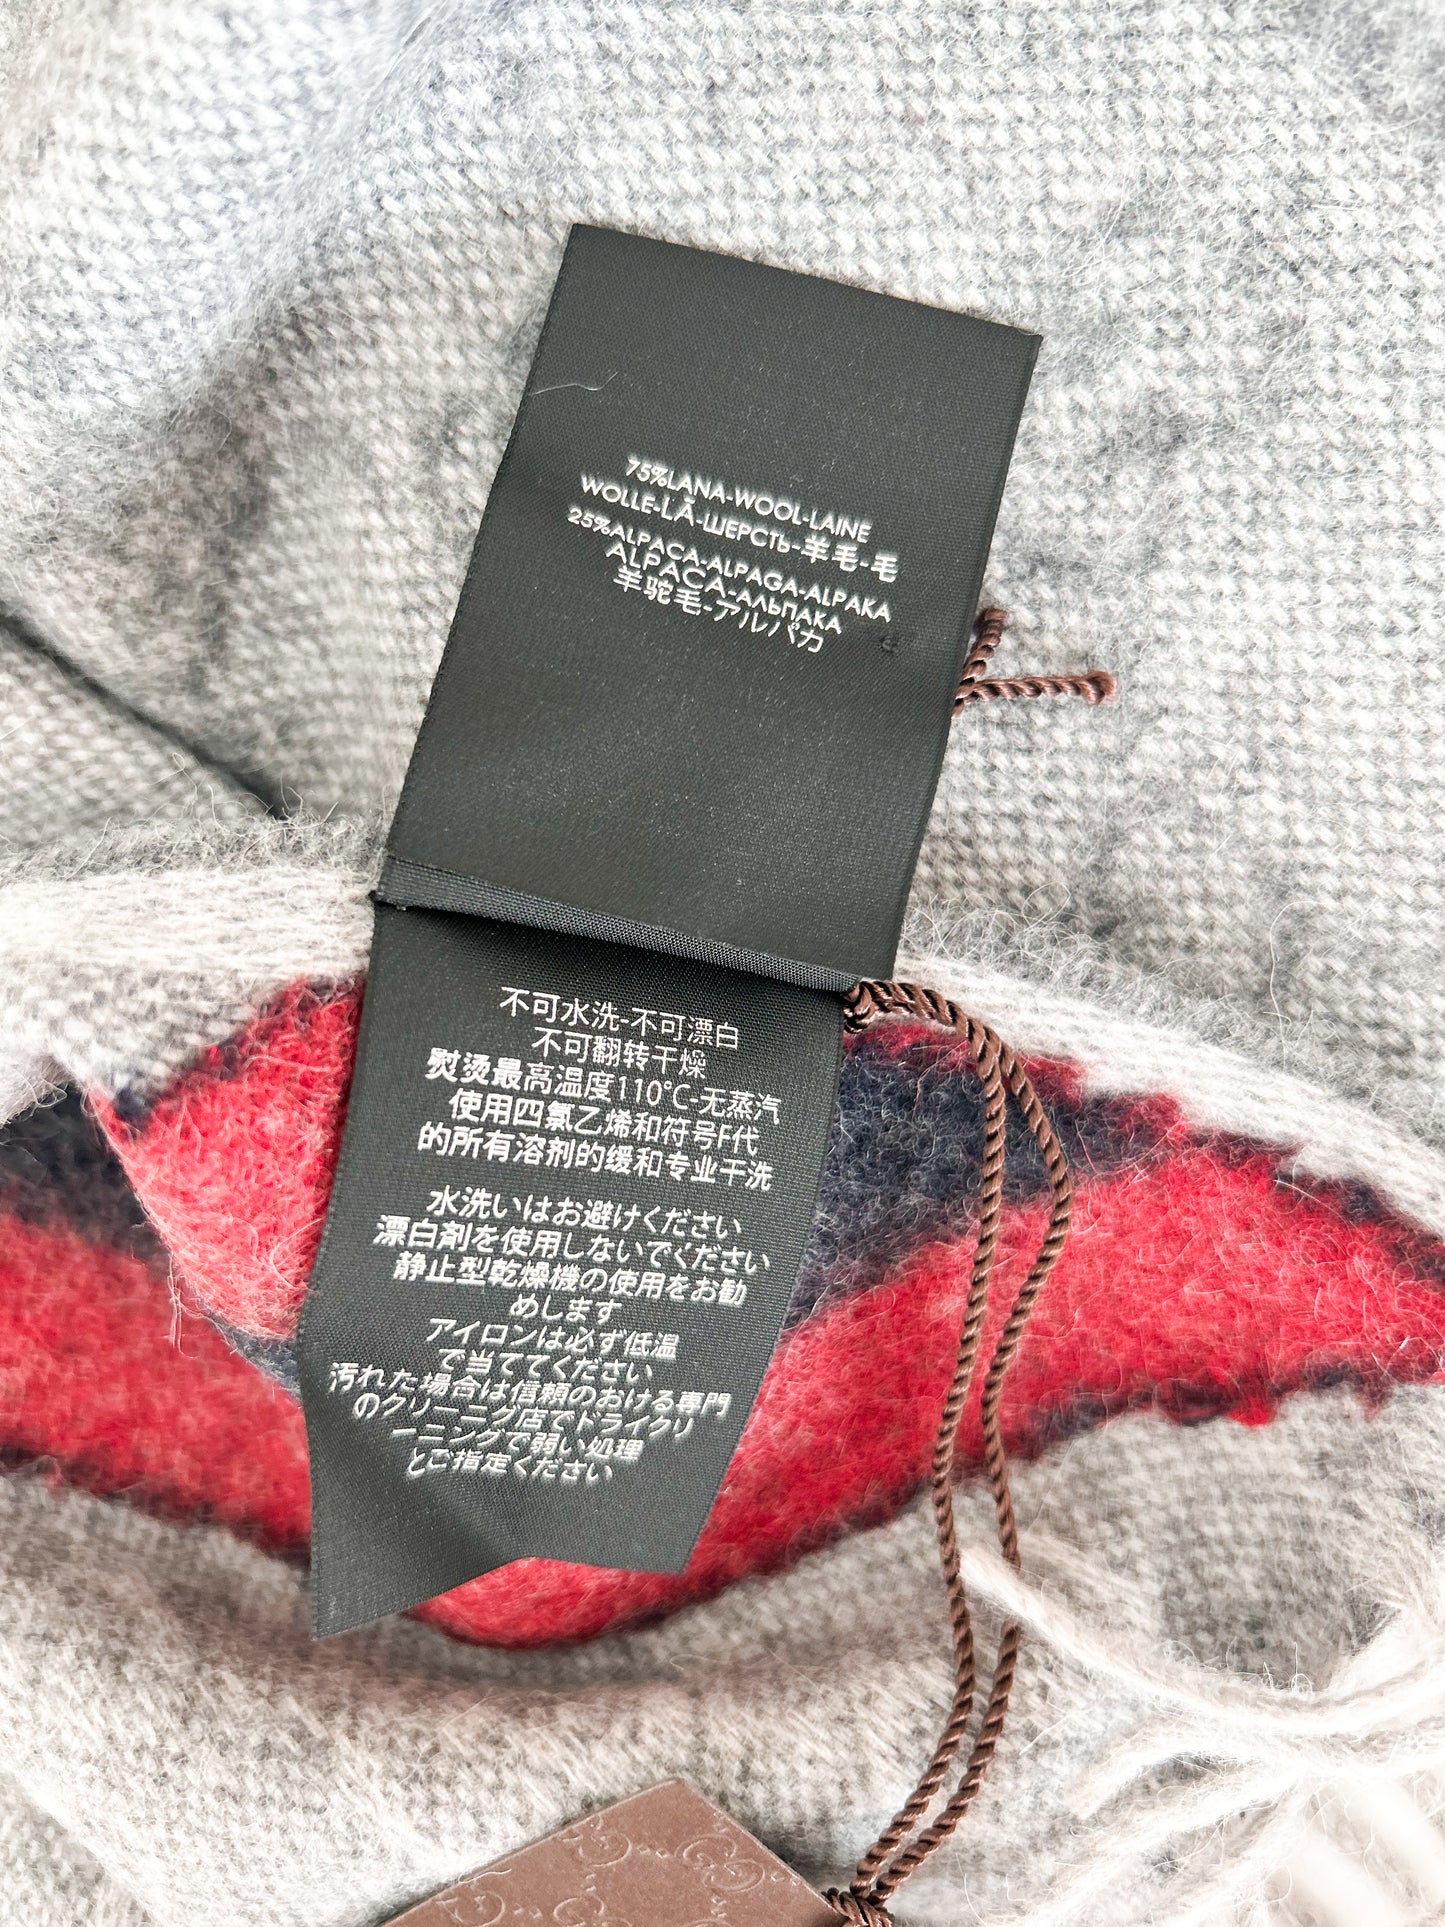 75%LANA-WOOL-LAINE
WOLLE-LÃ-ШЕРСТЬ-羊毛-毛
25%ALPACA-ALPAGA-ALPAKA
ALPACA-АЛЬПАКА
羊驼毛-アルパカ
不可水洗-不可漂白
不可翻转干燥
熨烫最高温度110°C-无蒸汽
使用四氯乙烯和符号F代
的所有溶剂的缓和专业干洗
水洗いはお避けください
漂白剤を使用しないでください
静止型乾燥機の使用をお勧
めします
アイロンは必ず低温
で当ててください
汚れた場合は信頼のおける専門
のクリーニング店でドライクリ
ーニングで弱い処理
とご指定ください